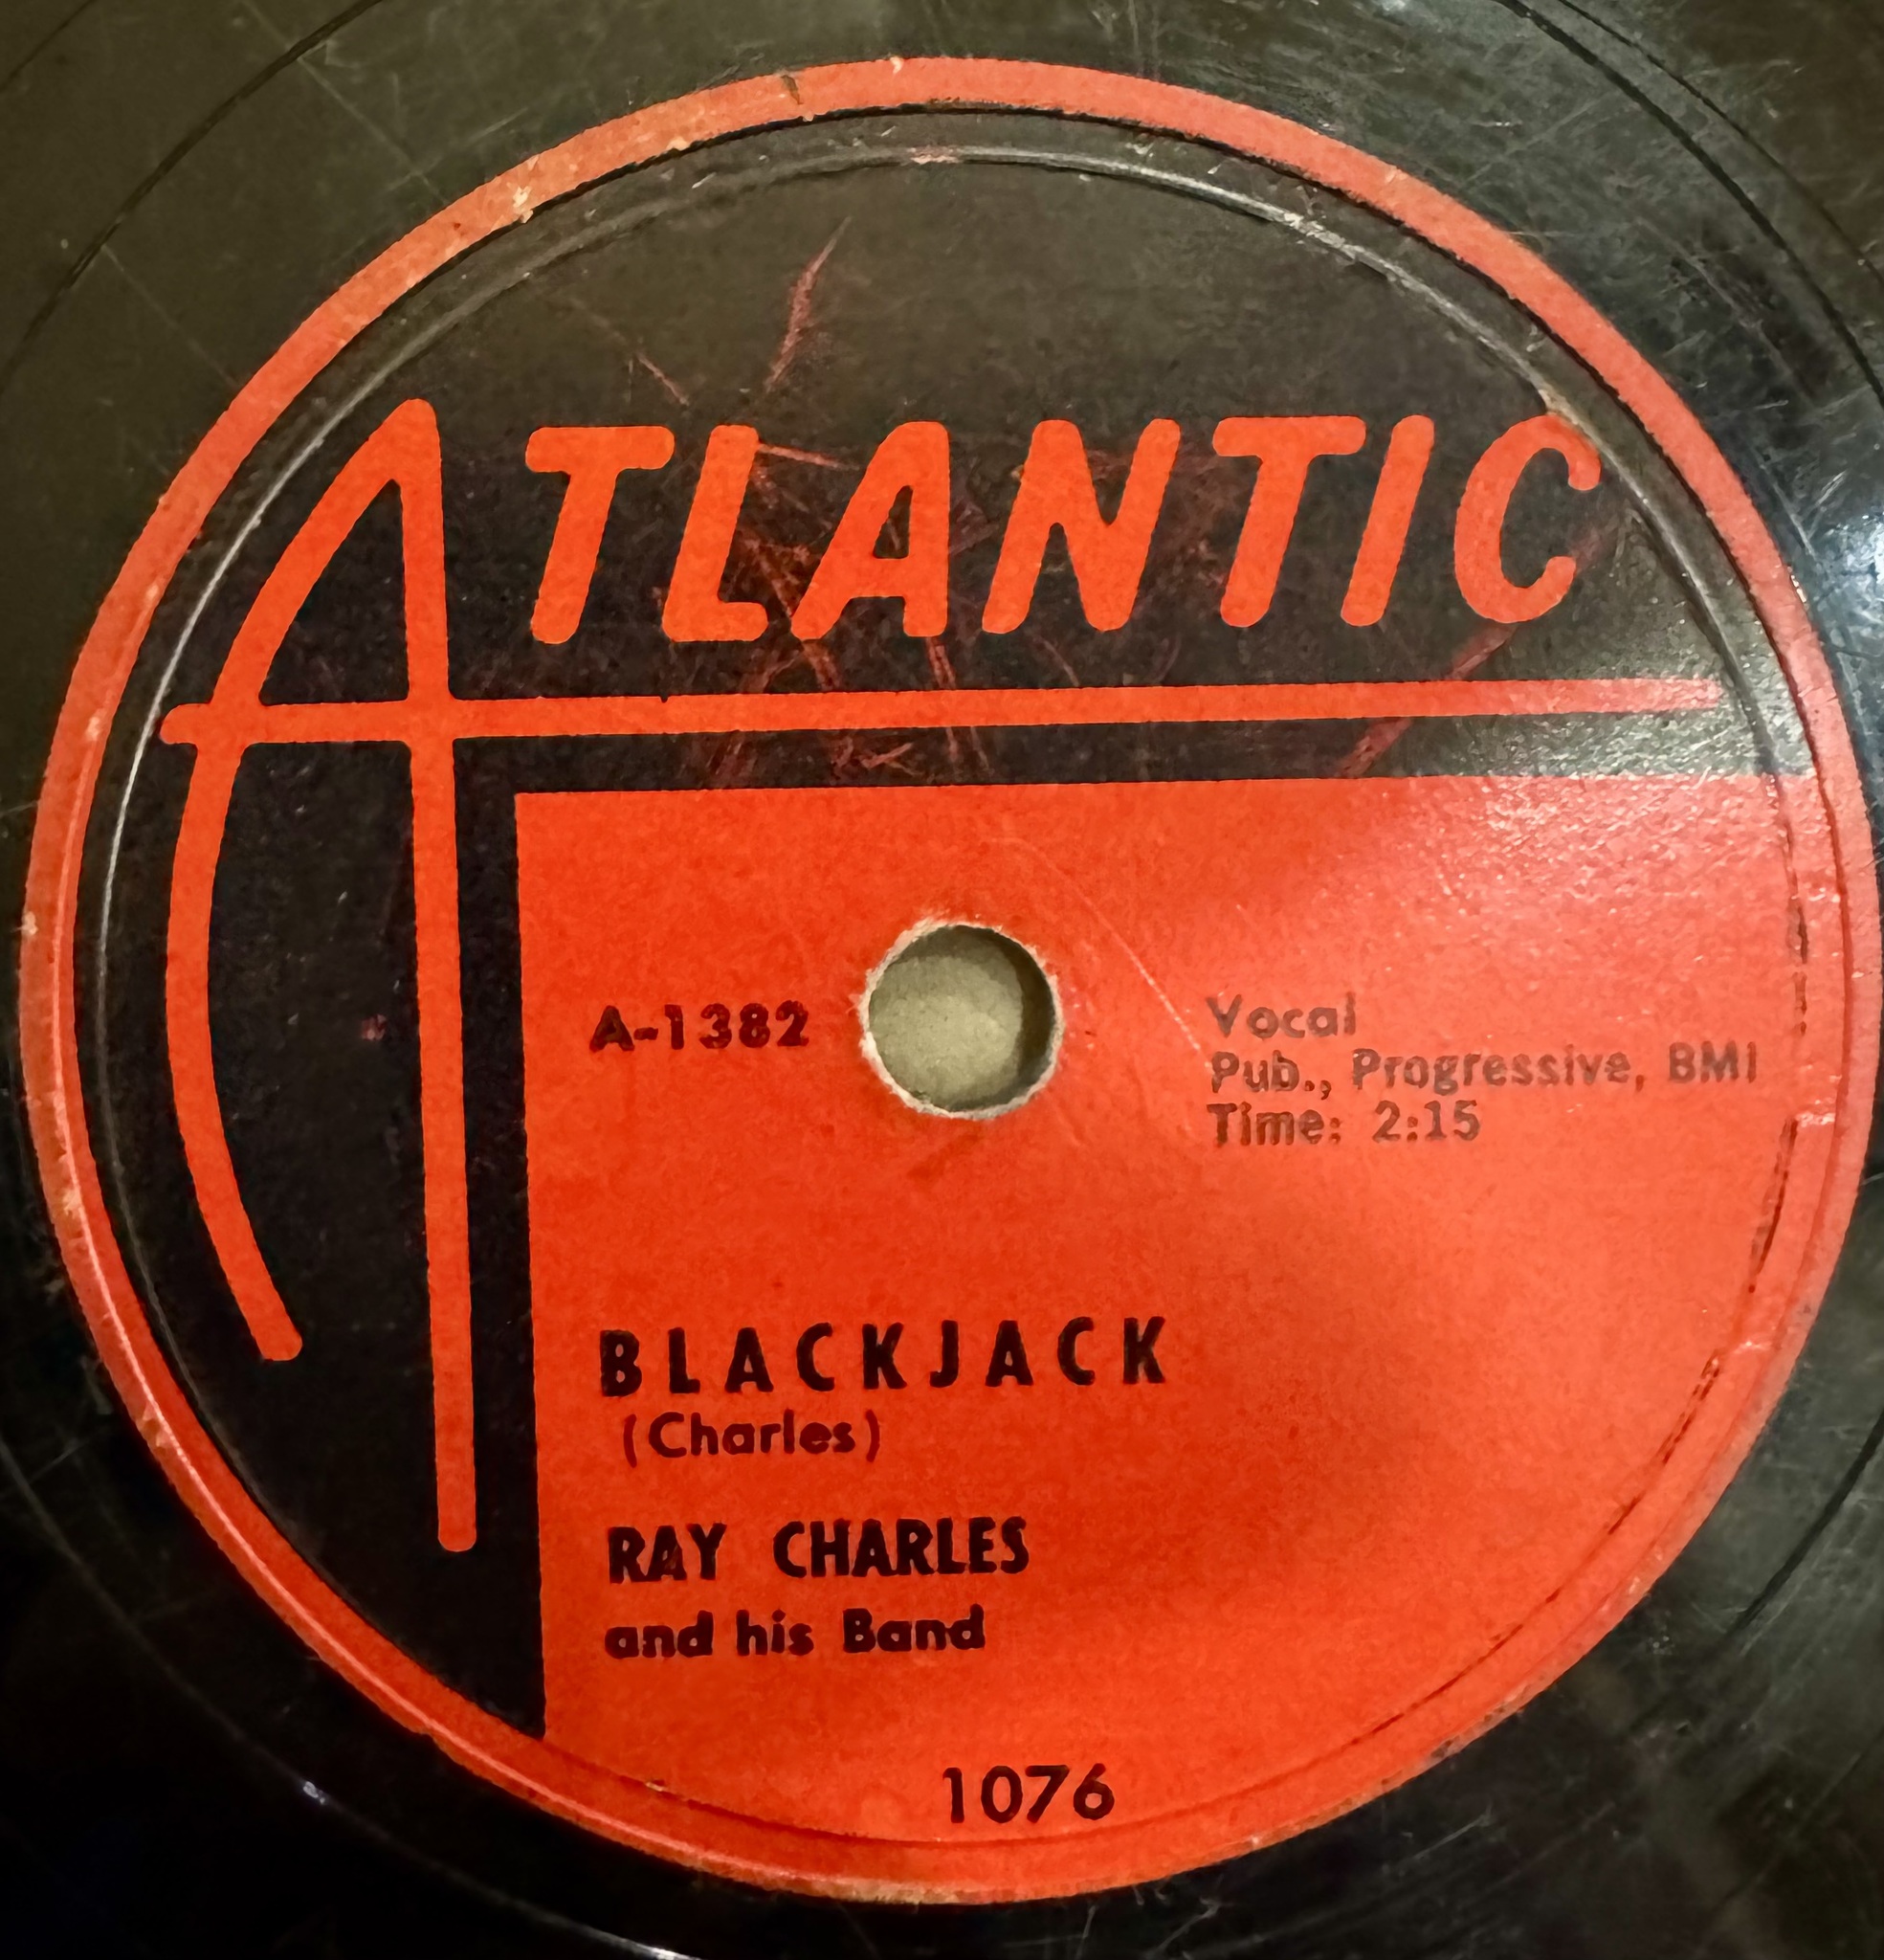 ATLANTIC
A-1382
Vocal
Pub., Progressive, BMI
Time: 2:15
BLACKJACK
(Charles)
RAY CHARLES
and his Band
1076